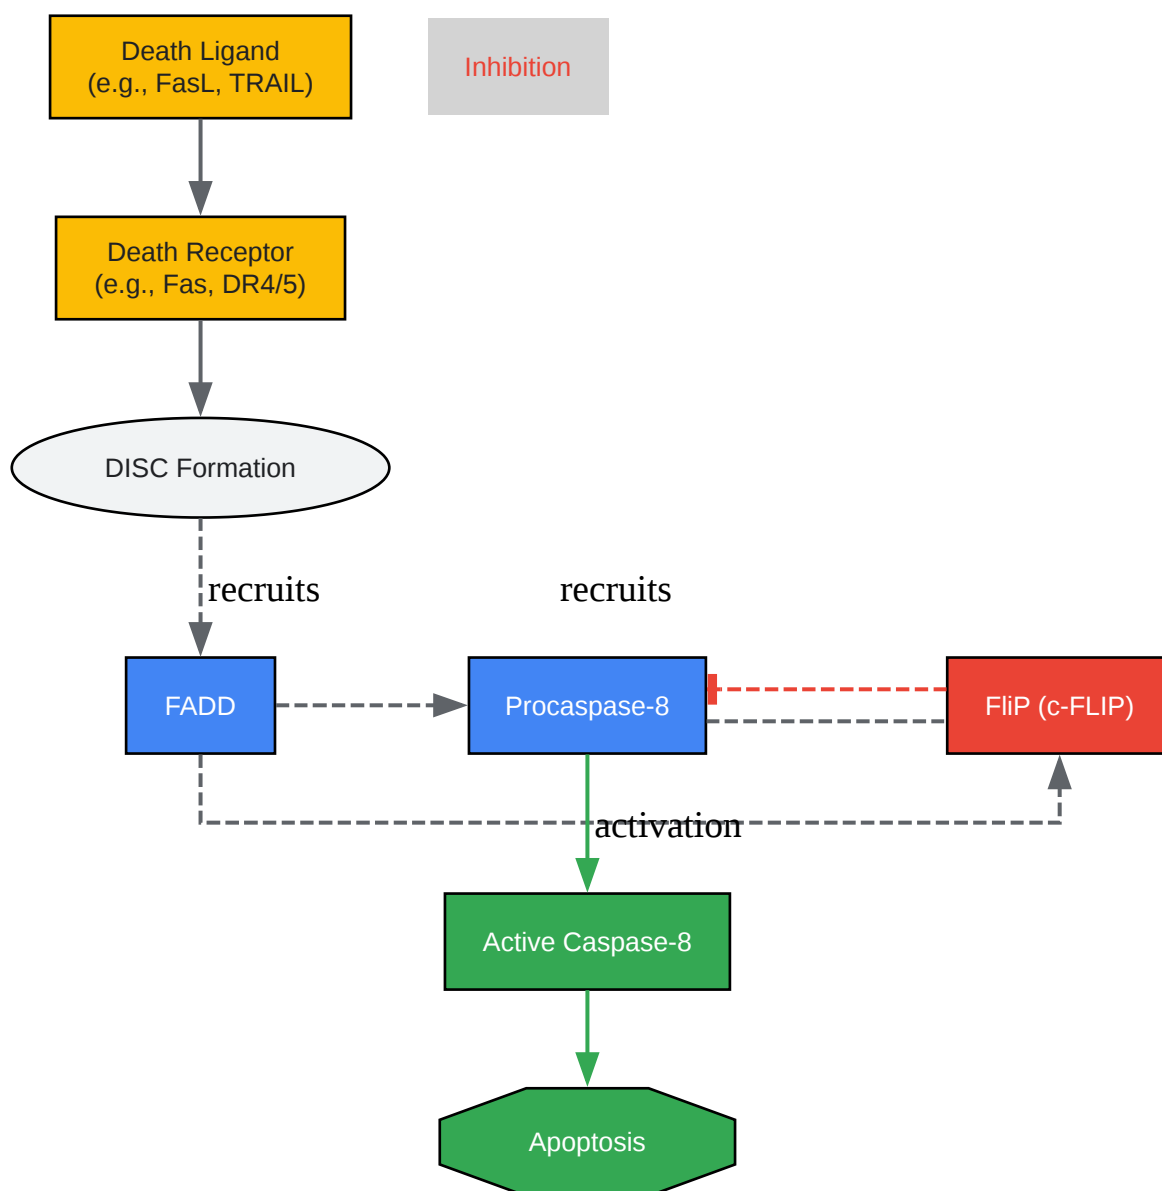 Death Ligand
(e.g., FasL, TRAIL)
Inhibition
Death Receptor
(e.g., Fas, DR4/5)
DISC Formation
recruits
recruits
FADD
Procaspase-8
FliP (c-FLIP)
activation
Active Caspase-8
Apoptosis